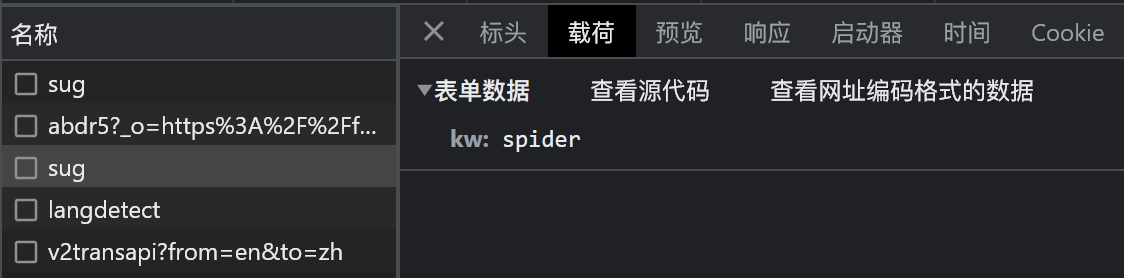 名称
sug
abdr5?_o=https%3A%2F%2Ff...
sug
langdetect
v2transapi?from=en&to=zh
标头 载荷 预览 响应 启动器 时间 Cookie
表单数据 查看源代码 查看网址编码格式的数据
kw: spider